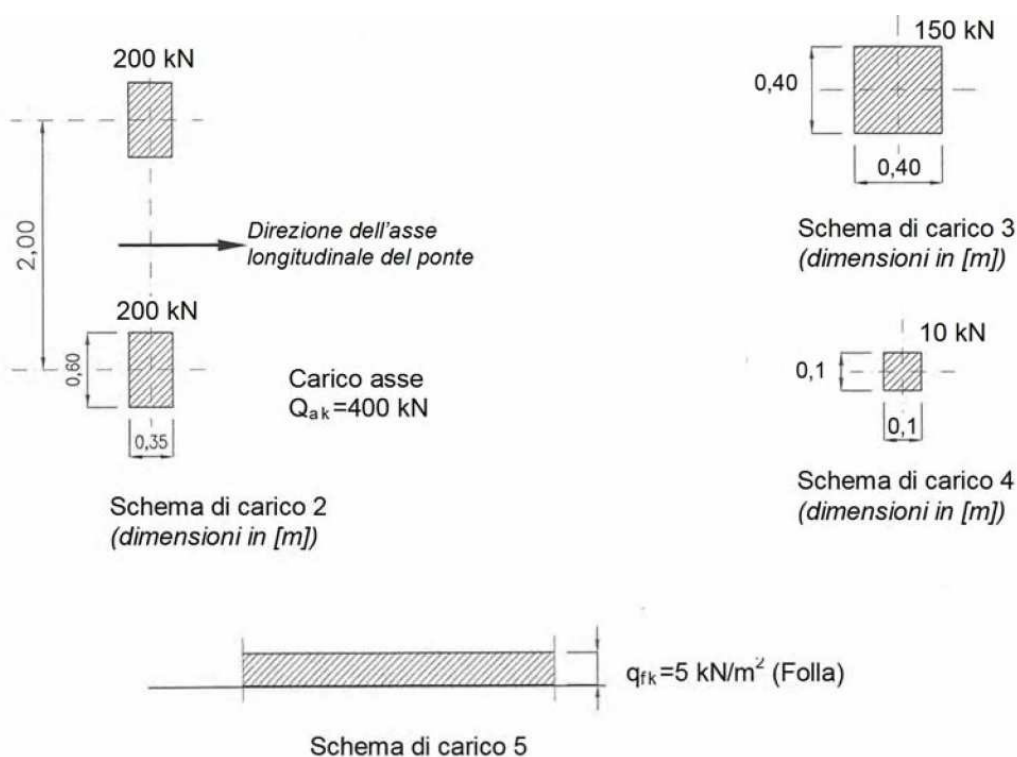 200 kN
2,00
Direzione dell'asse
longitudinale del ponte
200 kN
0,60
0,35
Carico asse
Qak=400 kN
Schema di carico 2
(dimensioni in [m])
150 kN
0,40
0,40
Schema di carico 3
(dimensioni in [m])
10 kN
0,1
0,1
Schema di carico 4
(dimensioni in [m])
qfk=5 kN/m² (Folla)
Schema di carico 5